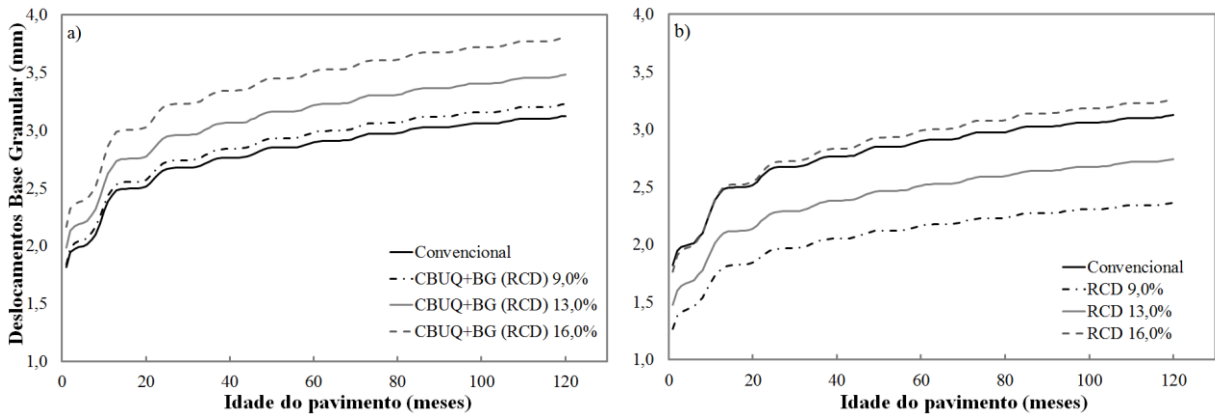 Deslocamentos Base Granular (mm)
a)
4,0
3,5
3,0
2,5
2,0
1,5
1,0
Convencional
CBUQ+BG (RCD) 9,0%
CBUQ+BG (RCD) 13,0%
CBUQ+BG (RCD) 16,0%
0 20 40 60 80 100 120
Idade do pavimento (meses)
b)
4,0
3,5
3,0
2,5
2,0
1,5
1,0
Convencional
RCD 9,0%
RCD 13,0%
RCD 16,0%
0 20 40 60 80 100 120
Idade do pavimento (meses)